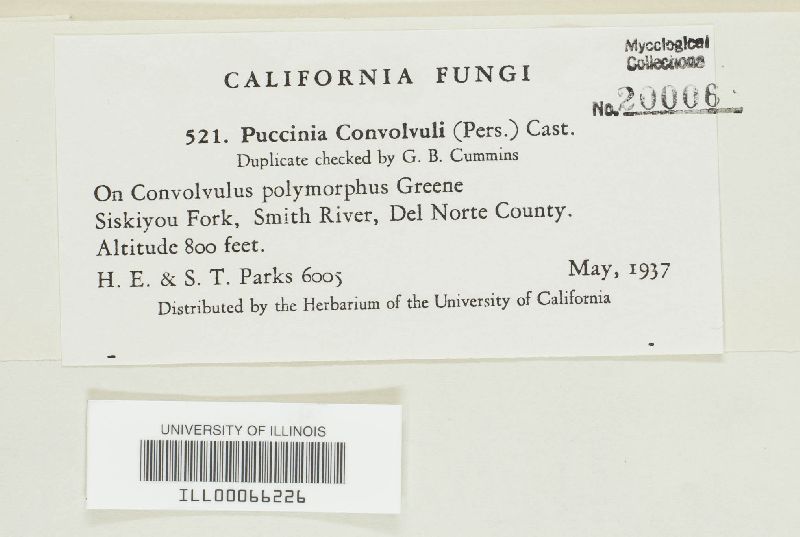 Mycological
Collections
No. 20006
CALIFORNIA FUNGI
521. Puccinia Convolvuli (Pers.) Cast.
Duplicate checked by G. B. Cummins
On Convolvulus polymorphus Greene
Siskiyou Fork, Smith River, Del Norte County.
Altitude 800 feet.
H. E. & S. T. Parks 6005 May, 1937
Distributed by the Herbarium of the University of California
UNIVERSITY OF ILLINOIS
ILL00066226